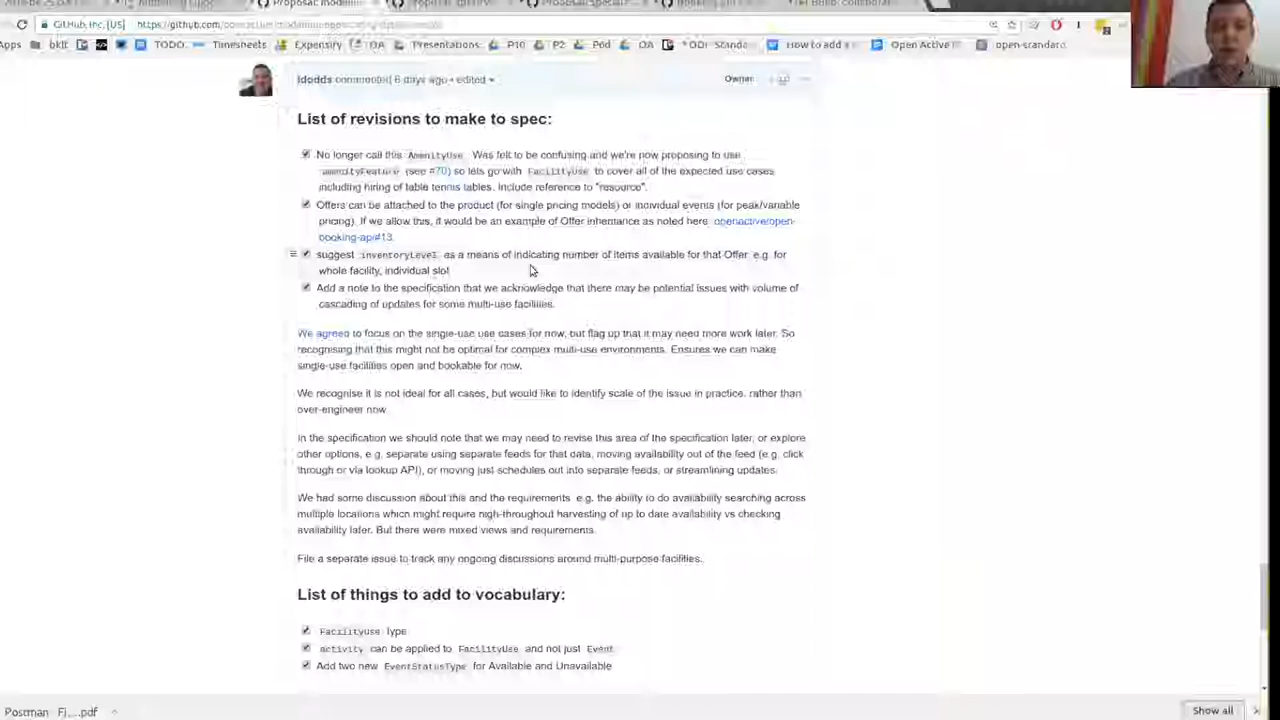 GitHub, Inc. [US]
Apps bkit TODO Timesheets Expensify OA Presentations P10 P2 Pod OA How to add a Open Active open-standard
ldodds commented 6 days ago • edited Owner
List of revisions to make to spec:
No longer call this AmenityUse. Was felt to be confusing and we're now proposing to use
amenityFeature (see #70) so lets go with FacilityUse to cover all of the expected use cases
including hiring of table tennis tables. Include reference to "resource".
Offers can be attached to the product (for single pricing models) or individual events (for peak/variable
pricing). If we allow this, it would be an example of Offer inheritance as noted here: openactive/open-
booking-api#13.
suggest inventoryLevel as a means of indicating number of items available for that Offer e.g. for
whole facility, individual slot
Add a note to the specification that we acknowledge that there may be potential issues with volume of
cascading of updates for some multi-use facilities.
We agreed to focus on the single-use use cases for now, but flag up that it may need more work later. So
recognising that this might not be optimal for complex multi-use environments. Ensures we can make
single-use facilities open and bookable for now.
We recognise it is not ideal for all cases, but would like to identify scale of the issue in practice, rather than
over-engineer now.
In the specification we should note that we may need to revise this area of the specification later, or explore
other options, e.g. separate using separate feeds for that data, moving availability out of the feed (e.g. click
through or via lookup API), or moving just schedules out into separate feeds, or streamlining updates.
We had some discussion about this and the requirements e.g. the ability to do availability searching across
multiple locations which might require high-throughout harvesting of up to date availability vs checking
availability later. But there were mixed views and requirements.
File a separate issue to track any ongoing discussions around multi-purpose facilities.
List of things to add to vocabulary:
FacilityUse type
activity can be applied to FacilityUse and not just Event
Add two new EventStatusType for Available and Unavailable
Postman Fj....pdf Show all